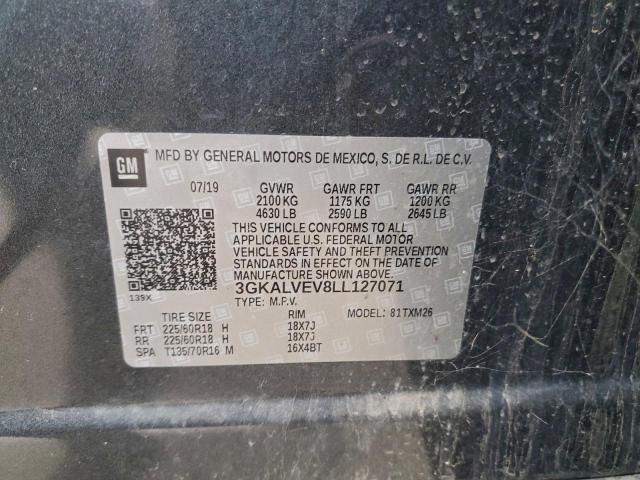 GM
MFD BY GENERAL MOTORS DE MEXICO, S. DE R.L. DE C.V.
07/19 GVWR GAWR FRT GAWR RR
2100 KG 1175 KG 1200 KG
4630 LB 2590 LB 2645 LB
THIS VEHICLE CONFORMS TO ALL
APPLICABLE U.S. FEDERAL MOTOR
VEHICLE SAFETY AND THEFT PREVENTION
STANDARDS IN EFFECT ON THE DATE OF
MANUFACTURE SHOWN ABOVE.
3GKALVEV8LL127071
139X TYPE: M.P.V.
TIRE SIZE RIM MODEL: 81TXM26
FRT 225/60R18 H 18X7J
RR 225/60R18 H 18X7J
SPA T135/70R16 M 16X4BT